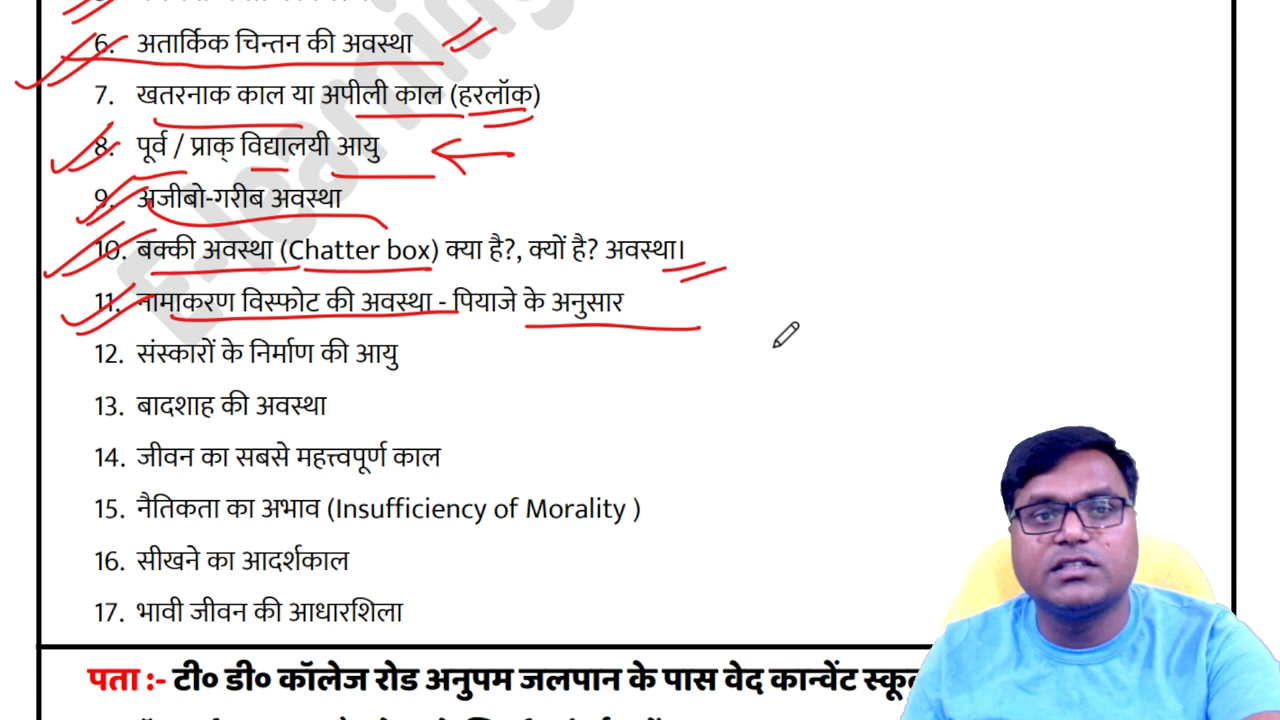 6. अतार्किक चिन्तन की अवस्था
7. खतरनाक काल या अपीली काल (हरलॉक)
8. पूर्व / प्राक् विद्यालयी आयु
9. अजीबो-गरीब अवस्था
10. बक्की अवस्था (Chatter box) क्या है?, क्यों है? अवस्था।
11. नामाकरण विस्फोट की अवस्था - पियाजे के अनुसार
12. संस्कारों के निर्माण की आयु
13. बादशाह की अवस्था
14. जीवन का सबसे महत्त्वपूर्ण काल
15. नैतिकता का अभाव (Insufficiency of Morality )
16. सीखने का आदर्शकाल
17. भावी जीवन की आधारशिला
पता :- टी० डी० कॉलेज रोड अनुपम जलपान के पास वेद कान्वेंट स्कूल
E-learning